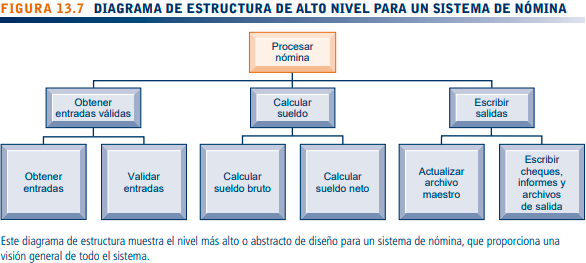 FIGURA 13.7 DIAGRAMA DE ESTRUCTURA DE ALTO NIVEL PARA UN SISTEMA DE NÓMINA
Procesar
nómina
Obtener
entradas válidas
Calcular
sueldo
Escribir
salidas
Obtener
entradas
Validar
entradas
Calcular
sueldo bruto
Calcular
sueldo neto
Actualizar
archivo
maestro
Escribir
cheques,
informes y
archivos
de salida
Este diagrama de estructura muestra el nivel más alto o abstracto de diseño para un sistema de nómina, que proporciona una
visión general de todo el sistema.